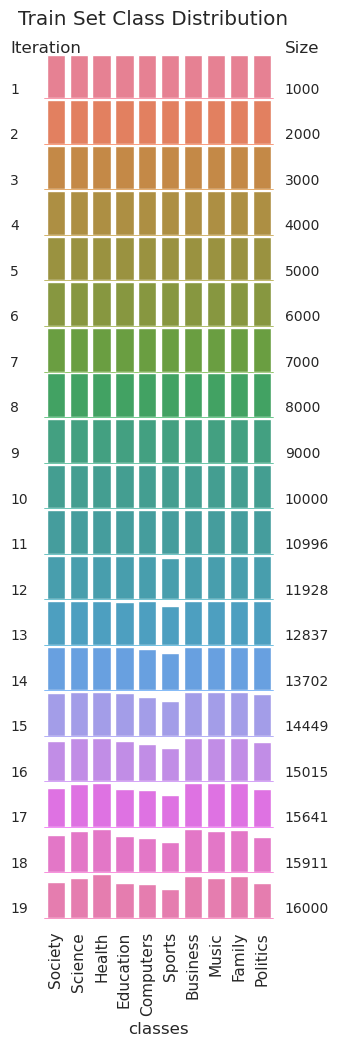 Train Set Class Distribution
Iteration Size
1 1000
2 2000
3 3000
4 4000
5 5000
6 6000
7 7000
8 8000
9 9000
10 10000
11 10996
12 11928
13 12837
14 13702
15 14449
16 15015
17 15641
18 15911
19 16000
Society
Science
Health
Education
Computers
Sports
Business
Music
Family
Politics
classes